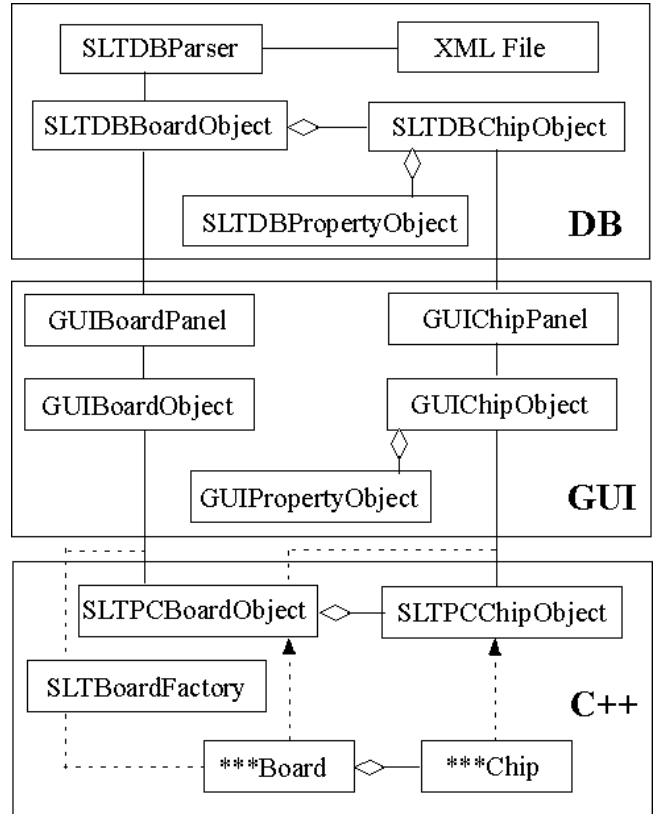 SLTDBParser
XML File
SLTDBBoardObject
SLTDBChipObject
SLTDBPropertyObject
DB
GUIBoardPanel
GUIChipPanel
GUIBoardObject
GUIChipObject
GUIPropertyObject
GUI
SLTPCBoardObject
SLTPCChipObject
SLTBoardFactory
C++
***Board
***Chip